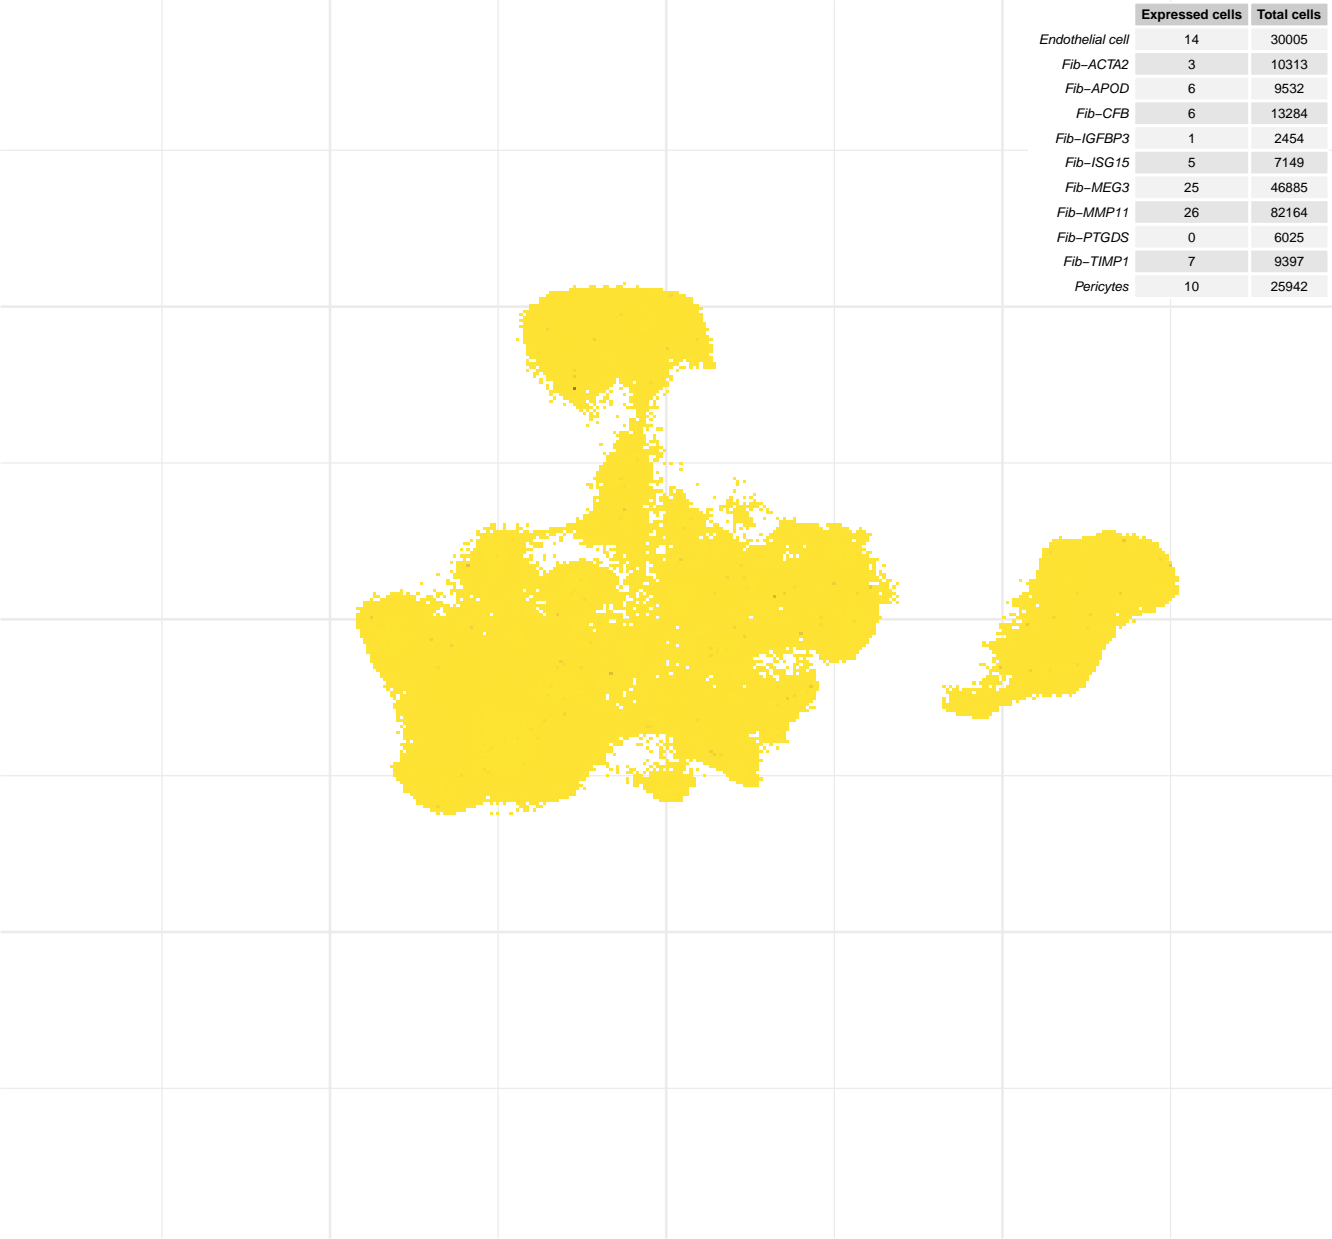 Expressed cells Total cells
Endothelial cell 14 30005
Fib−ACTA2 3 10313
Fib−APOD 6 9532
Fib−CFB 6 13284
Fib−IGFBP3 1 2454
Fib−ISG15 5 7149
Fib−MEG3 25 46885
Fib−MMP11 26 82164
Fib−PTGDS 0 6025
Fib−TIMP1 7 9397
Pericytes 10 25942